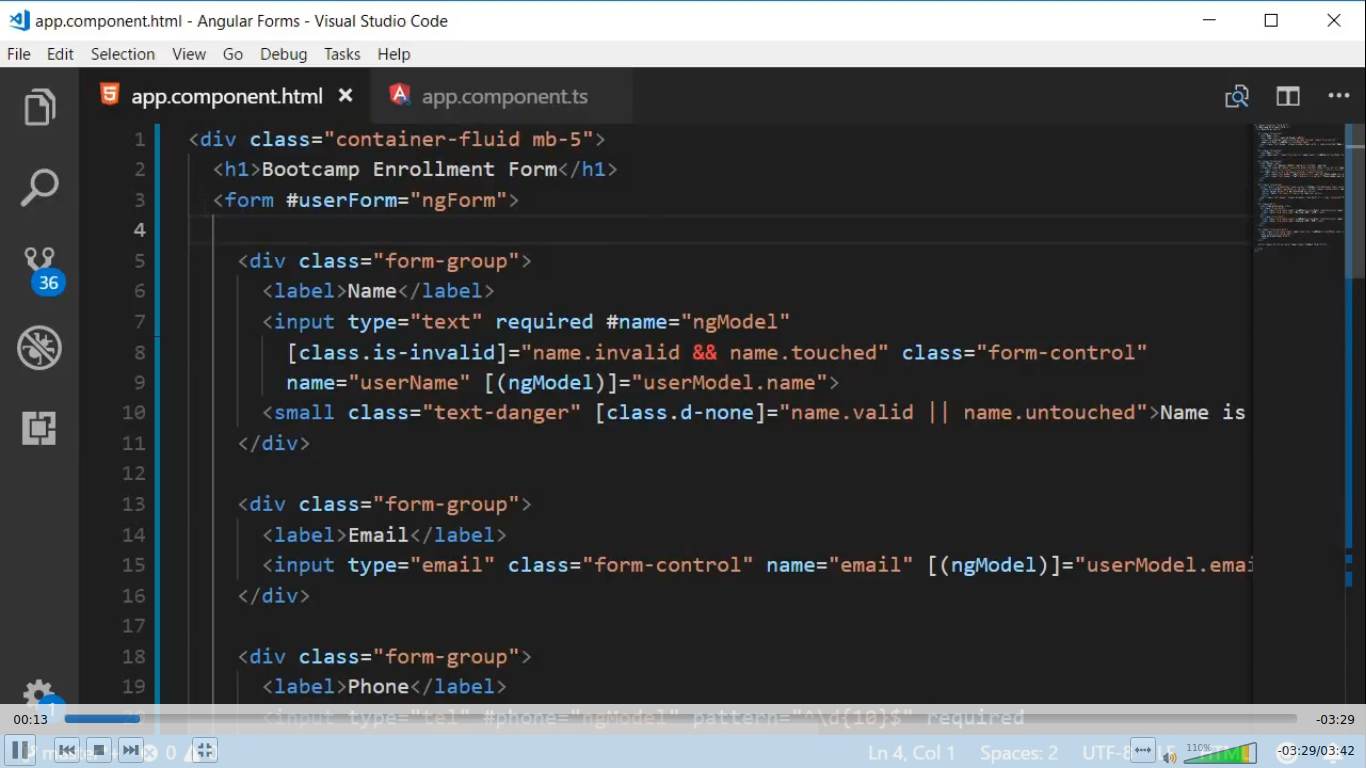 app.component.html - Angular Forms - Visual Studio Code
File Edit Selection View Go Debug Tasks Help
app.component.html app.component.ts
1 <div class="container-fluid mb-5">
2 <h1>Bootcamp Enrollment Form</h1>
3 <form #userForm="ngForm">
4
5 <div class="form-group">
6 <label>Name</label>
7 <input type="text" required #name="ngModel"
8 [class.is-invalid]="name.invalid && name.touched" class="form-control"
9 name="userName" [(ngModel)]="userModel.name">
10 <small class="text-danger" [class.d-none]="name.valid || name.untouched">Name is
11 </div>
12
13 <div class="form-group">
14 <label>Email</label>
15 <input type="email" class="form-control" name="email" [(ngModel)]="userModel.emai
16 </div>
17
18 <div class="form-group">
19 <label>Phone</label>
<input type="tel" #phone="ngModel" pattern="^\d{10}$" required
36
1
00:13 -03:29
0 Ln 4, Col 1 Spaces: 2 UTF-8 HTML 110% -03:29/03:42